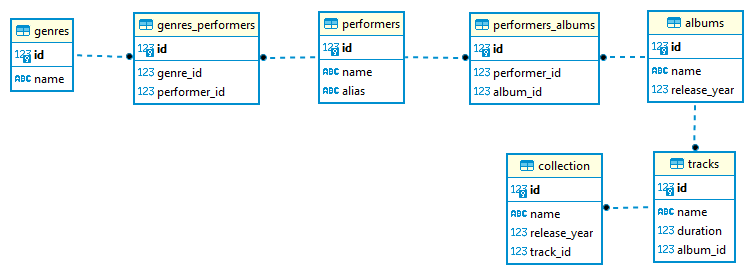 genres
123 id
ABC name
genres_performers
123 id
123 genre_id
123 performer_id
performers
123 id
ABC name
ABC alias
performers_albums
123 id
123 performer_id
123 album_id
albums
123 id
ABC name
123 release_year
collection
123 id
ABC name
123 release_year
123 track_id
tracks
123 id
ABC name
123 duration
123 album_id